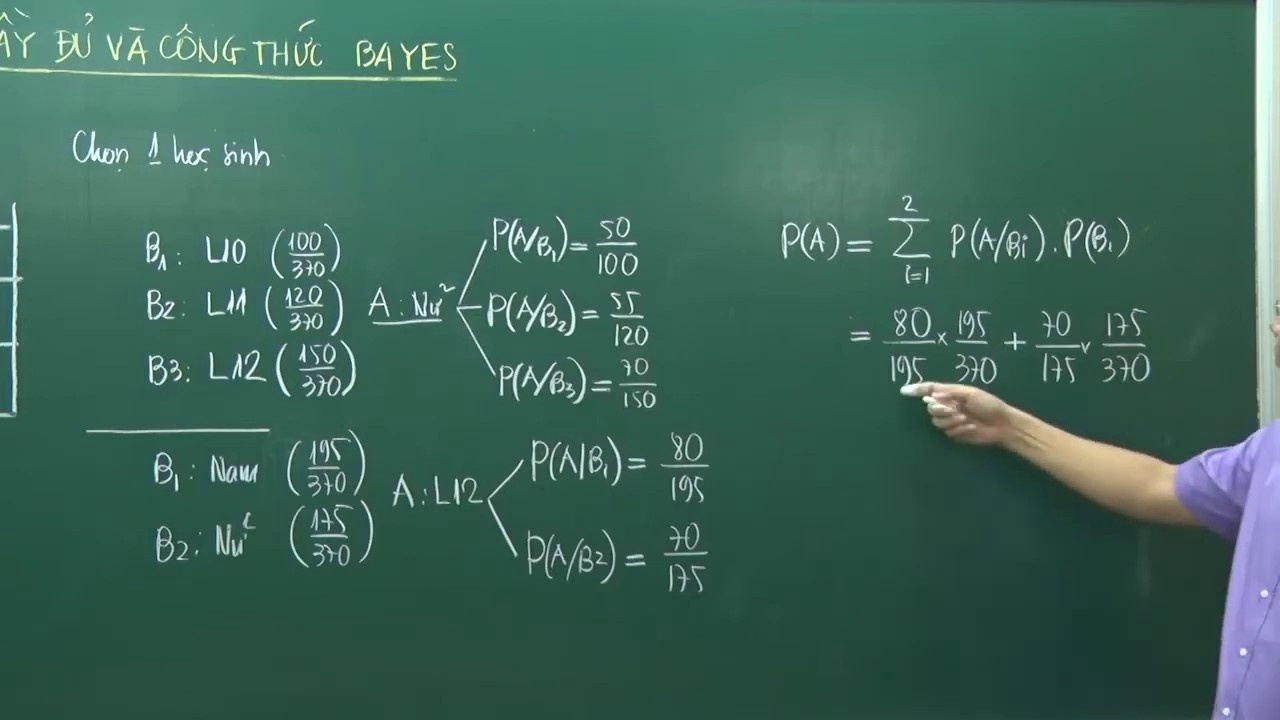 ẦY ĐỦ VÀ CÔNG THỨC BAYES
Chọn 1 học sinh
B₁ : L10 (100/370)
B2 : L11 (120/370)
B3 : L12 (150/370)
A : Nữ
P(A/B₁) = 50/100
P(A/B₂) = 55/120
P(A/B₃) = 70/150
B₁ : Nam (195/370)
B2 : Nữ (175/370)
A : L12
P(A|B₁) = 80/195
P(A/B2) = 70/175
P(A) = ∑_{i=1}^{2} P(A/Bi) . P(Bi)
= 80/195 × 195/370 + 70/175 × 175/370